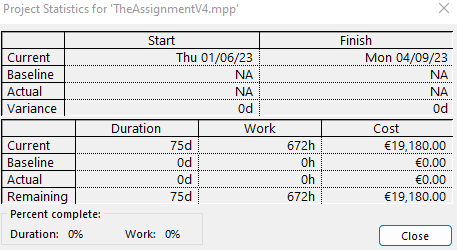 Project Statistics for 'TheAssignmentV4.mpp'
Start Finish
Current Thu 01/06/23 Mon 04/09/23
Baseline NA NA
Actual NA NA
Variance 0d 0d
Duration Work Cost
Current 75d 672h €19,180.00
Baseline 0d 0h €0.00
Actual 0d 0h €0.00
Remaining 75d 672h €19,180.00
Percent complete:
Duration: 0% Work: 0%
Close